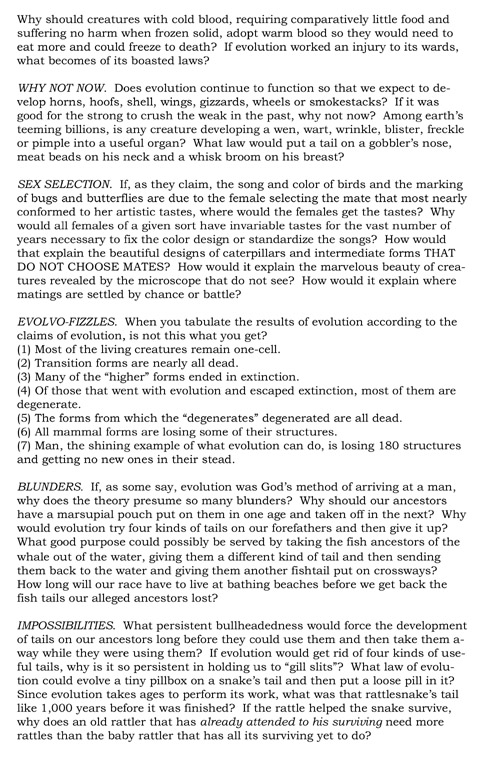 Why should creatures with cold blood, requiring comparatively little food and
suffering no harm when frozen solid, adopt warm blood so they would need to
eat more and could freeze to death?  If evolution worked an injury to its wards,
what becomes of its boasted laws?
WHY NOT NOW.  Does evolution continue to function so that we expect to de-
velop horns, hoofs, shell, wings, gizzards, wheels or smokestacks?  If it was
good for the strong to crush the weak in the past, why not now?  Among earth's
teeming billions, is any creature developing a wen, wart, wrinkle, blister, freckle
or pimple into a useful organ?  What law would put a tail on a gobbler's nose,
meat beads on his neck and a whisk broom on his breast?
SEX SELECTION.  If, as they claim, the song and color of birds and the marking
of bugs and butterflies are due to the female selecting the mate that most nearly
conformed to her artistic tastes, where would the females get the tastes?  Why
would all females of a given sort have invariable tastes for the vast number of
years necessary to fix the color design or standardize the songs?  How would
that explain the beautiful designs of caterpillars and intermediate forms THAT
DO NOT CHOOSE MATES?  How would it explain the marvelous beauty of crea-
tures revealed by the microscope that do not see?  How would it explain where
matings are settled by chance or battle?
EVOLVO-FIZZLES.  When you tabulate the results of evolution according to the
claims of evolution, is not this what you get?
(1) Most of the living creatures remain one-cell.
(2) Transition forms are nearly all dead.
(3) Many of the "higher" forms ended in extinction.
(4) Of those that went with evolution and escaped extinction, most of them are
degenerate.
(5) The forms from which the "degenerates" degenerated are all dead.
(6) All mammal forms are losing some of their structures.
(7) Man, the shining example of what evolution can do, is losing 180 structures
and getting no new ones in their stead.
BLUNDERS.  If, as some say, evolution was God's method of arriving at a man,
why does the theory presume so many blunders?  Why should our ancestors
have a marsupial pouch put on them in one age and taken off in the next?  Why
would evolution try four kinds of tails on our forefathers and then give it up?
What good purpose could possibly be served by taking the fish ancestors of the
whale out of the water, giving them a different kind of tail and then sending
them back to the water and giving them another fishtail put on crossways?
How long will our race have to live at bathing beaches before we get back the
fish tails our alleged ancestors lost?
IMPOSSIBILITIES.  What persistent bullheadedness would force the development
of tails on our ancestors long before they could use them and then take them a-
way while they were using them?  If evolution would get rid of four kinds of use-
ful tails, why is it so persistent in holding us to "gill slits"?  What law of evolu-
tion could evolve a tiny pillbox on a snake's tail and then put a loose pill in it?
Since evolution takes ages to perform its work, what was that rattlesnake's tail
like 1,000 years before it was finished?  If the rattle helped the snake survive,
why does an old rattler that has already attended to his surviving need more
rattles than the baby rattler that has all its surviving yet to do?